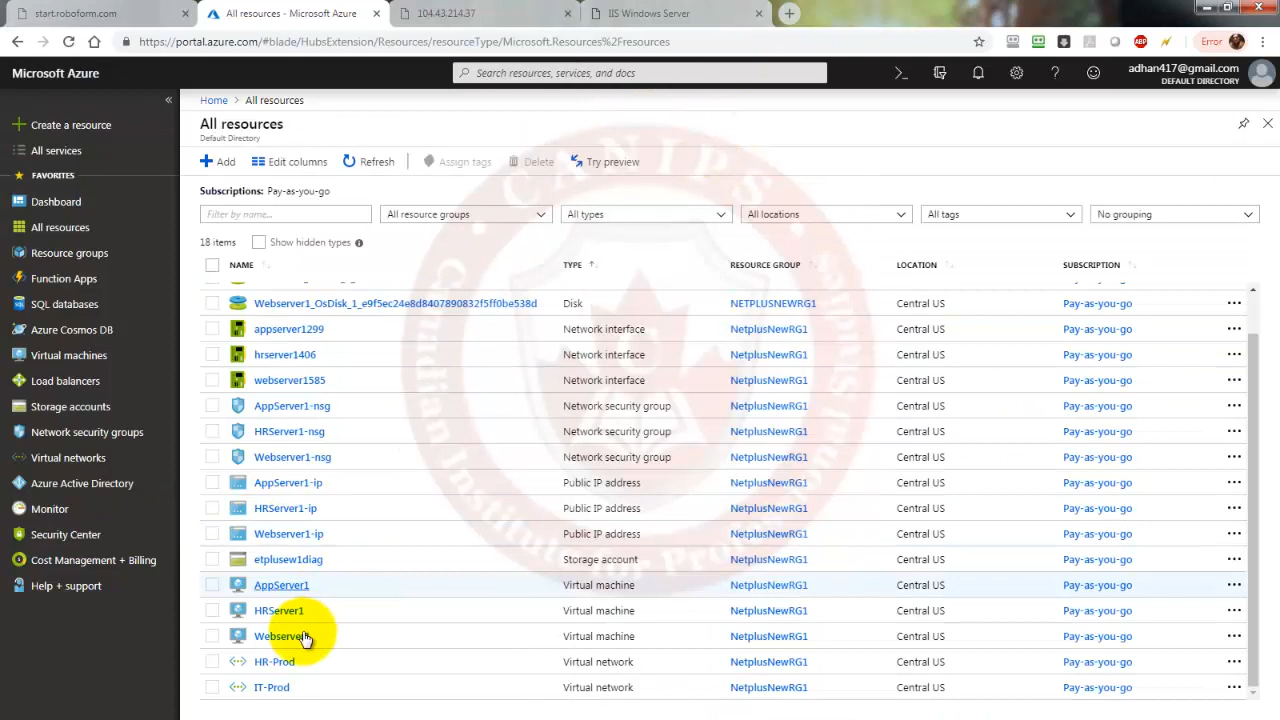 start.roboform.com
All resources - Microsoft Azure
104.43.214.37
IIS Windows Server
https://portal.azure.com/#blade/HubsExtension/Resources/resourceType/Microsoft.Resources%2Fresources
ABP
Error
Microsoft Azure
Search resources, services, and docs
adhan417@gmail.com
DEFAULT DIRECTORY
Home > All resources
All resources
Default Directory
Create a resource
All services
FAVORITES
Dashboard
All resources
Resource groups
Function Apps
SQL databases
Azure Cosmos DB
Virtual machines
Load balancers
Storage accounts
Network security groups
Virtual networks
Azure Active Directory
Monitor
Security Center
Cost Management + Billing
Help + support
Add Edit columns Refresh Assign tags Delete Try preview
Subscriptions: Pay-as-you-go
Filter by name... All resource groups All types All locations All tags No grouping
18 items Show hidden types
NAME TYPE RESOURCE GROUP LOCATION SUBSCRIPTION
Webserver1_OsDisk_1_e9f5ec24e8d8407890832f5ff0be538d Disk NETPLUSNEWRG1 Central US Pay-as-you-go
appserver1299 Network interface NetplusNewRG1 Central US Pay-as-you-go
hrserver1406 Network interface NetplusNewRG1 Central US Pay-as-you-go
webserver1585 Network interface NetplusNewRG1 Central US Pay-as-you-go
AppServer1-nsg Network security group NetplusNewRG1 Central US Pay-as-you-go
HRServer1-nsg Network security group NetplusNewRG1 Central US Pay-as-you-go
Webserver1-nsg Network security group NetplusNewRG1 Central US Pay-as-you-go
AppServer1-ip Public IP address NetplusNewRG1 Central US Pay-as-you-go
HRServer1-ip Public IP address NetplusNewRG1 Central US Pay-as-you-go
Webserver1-ip Public IP address NetplusNewRG1 Central US Pay-as-you-go
etplusew1diag Storage account NetplusNewRG1 Central US Pay-as-you-go
AppServer1 Virtual machine NetplusNewRG1 Central US Pay-as-you-go
HRServer1 Virtual machine NetplusNewRG1 Central US Pay-as-you-go
Webserver1 Virtual machine NetplusNewRG1 Central US Pay-as-you-go
HR-Prod Virtual network NetplusNewRG1 Central US Pay-as-you-go
IT-Prod Virtual network NetplusNewRG1 Central US Pay-as-you-go
CANIPS